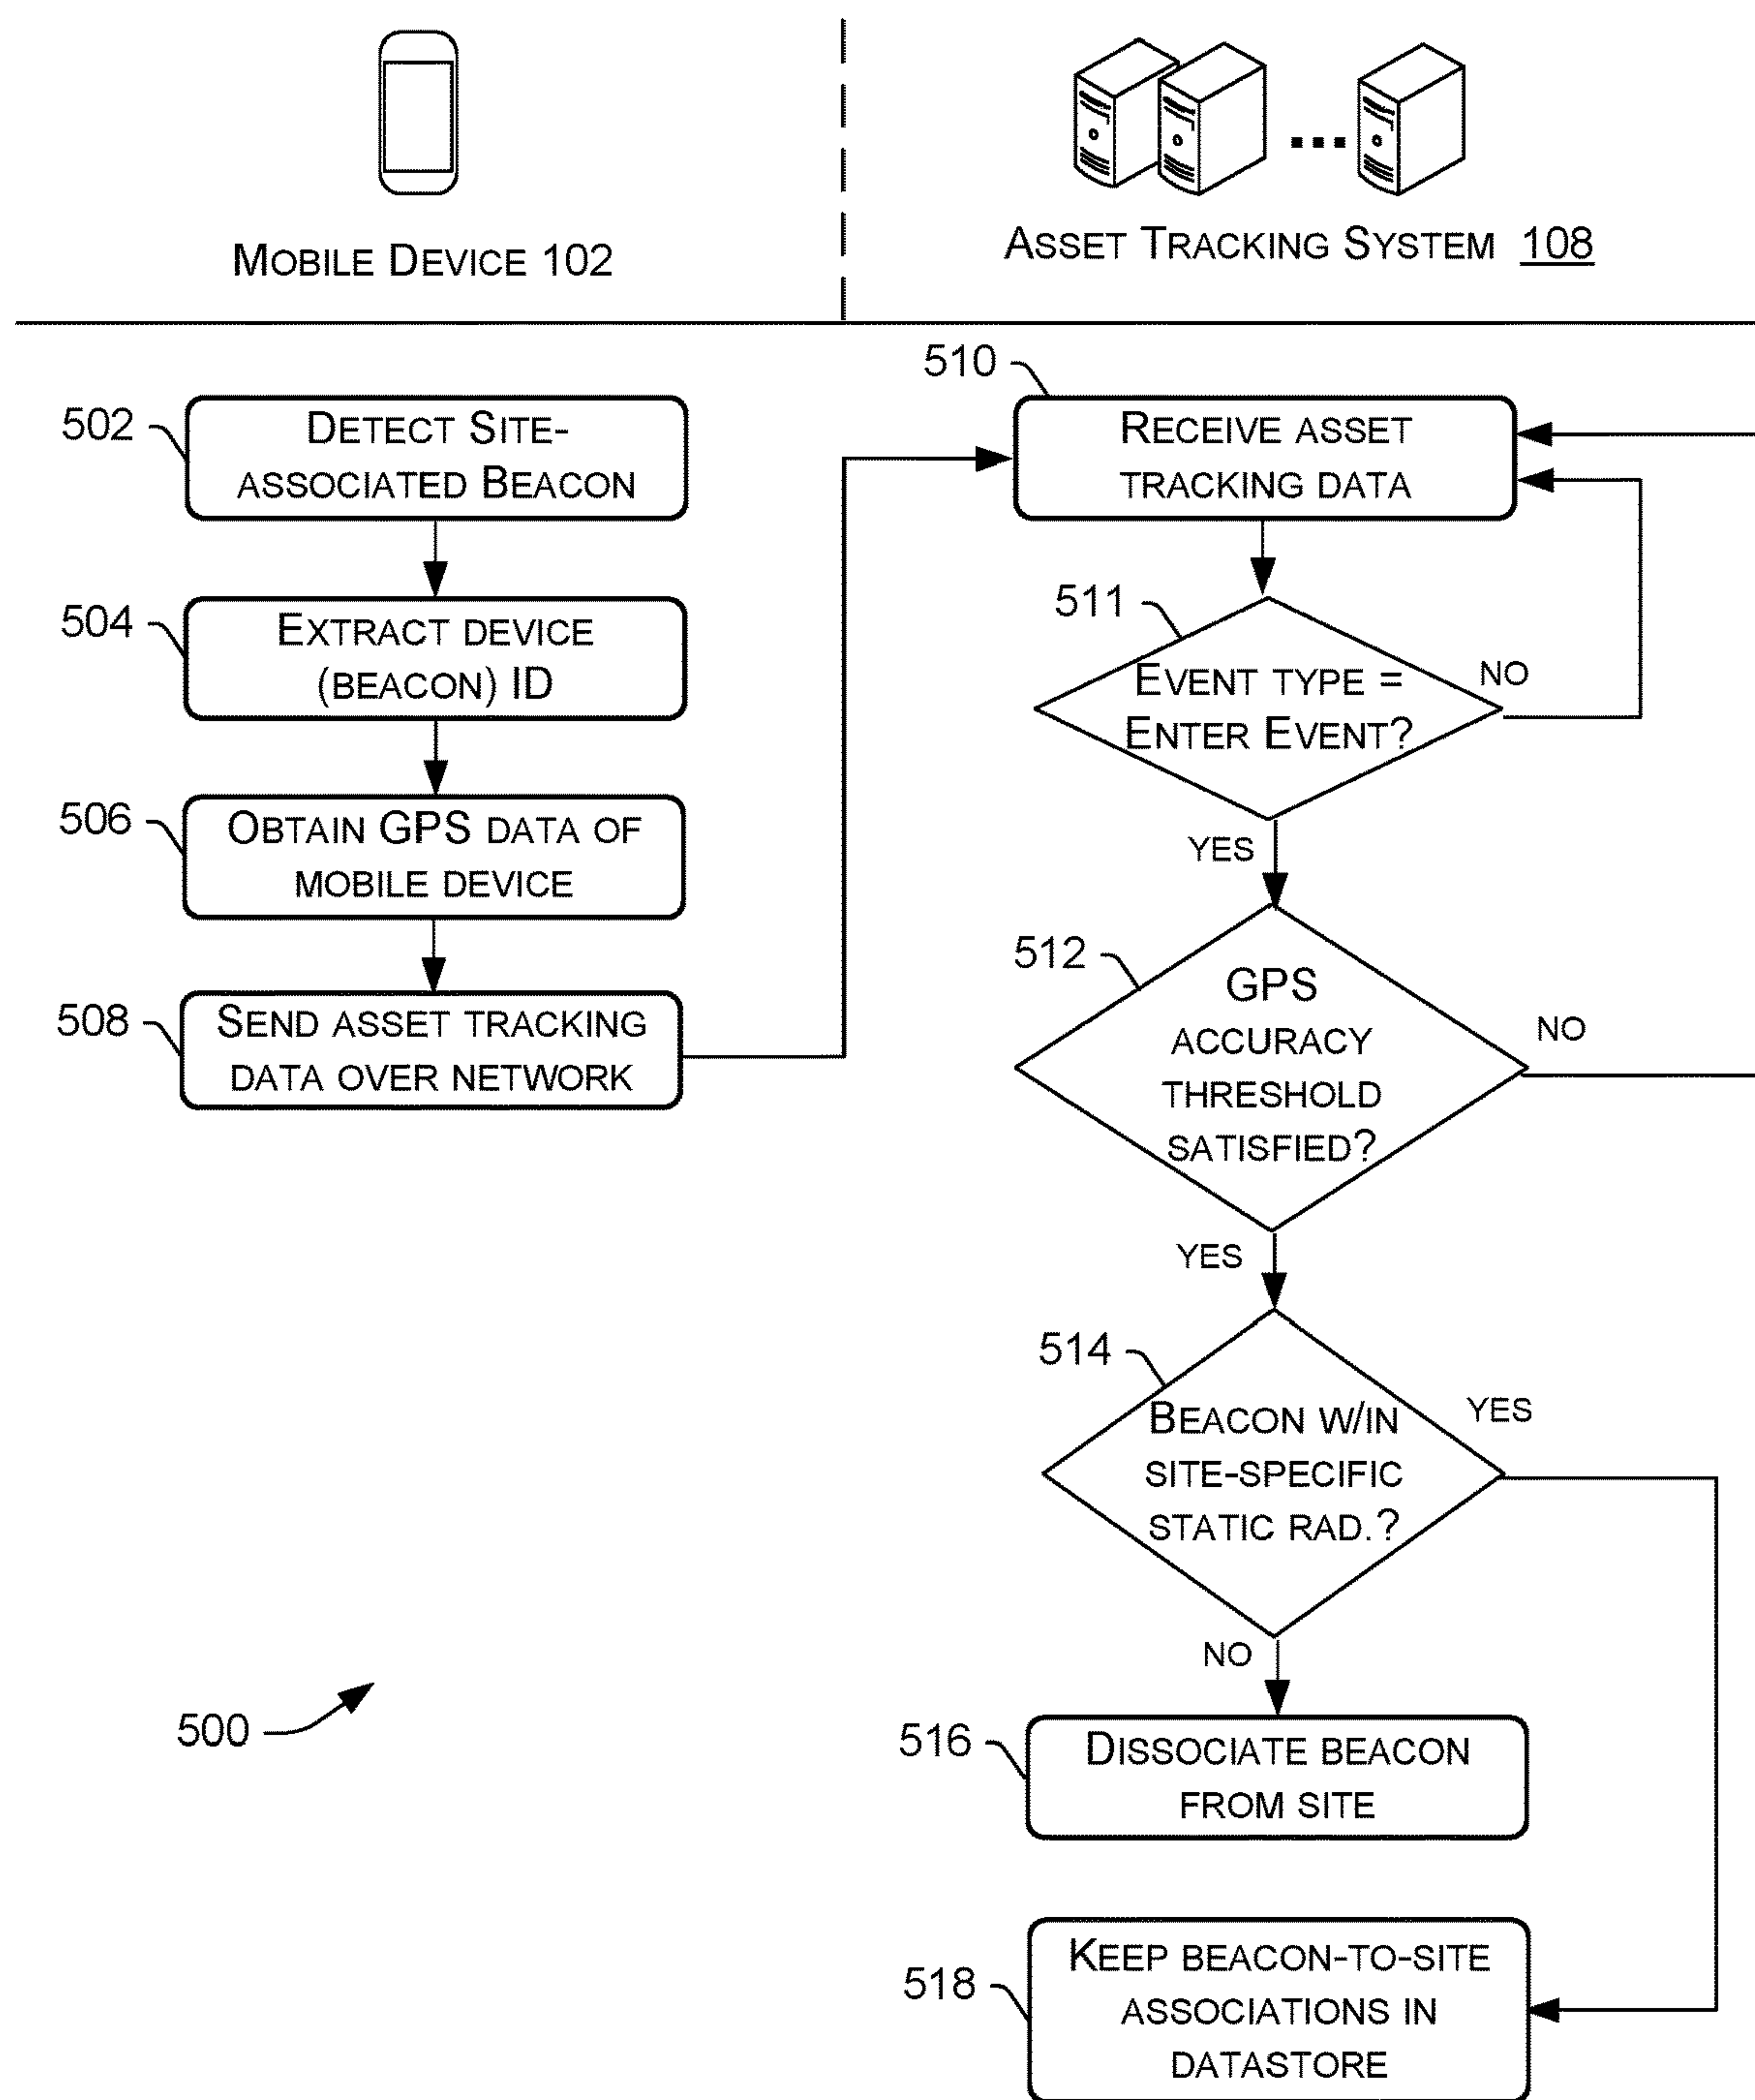 MOBILE DEVICE 102
ASSET TRACKING SYSTEM 108
502
DETECT SITE-
ASSOCIATED BEACON
504
EXTRACT DEVICE
(BEACON) ID
506
OBTAIN GPS DATA OF
MOBILE DEVICE
508
SEND ASSET TRACKING
DATA OVER NETWORK
510
RECEIVE ASSET
TRACKING DATA
511
EVENT TYPE =
ENTER EVENT?
NO
YES
512
GPS
ACCURACY
THRESHOLD
SATISFIED?
NO
YES
514
BEACON W/IN
SITE-SPECIFIC
STATIC RAD.?
YES
NO
500
516
DISSOCIATE BEACON
FROM SITE
518
KEEP BEACON-TO-SITE
ASSOCIATIONS IN
DATASTORE